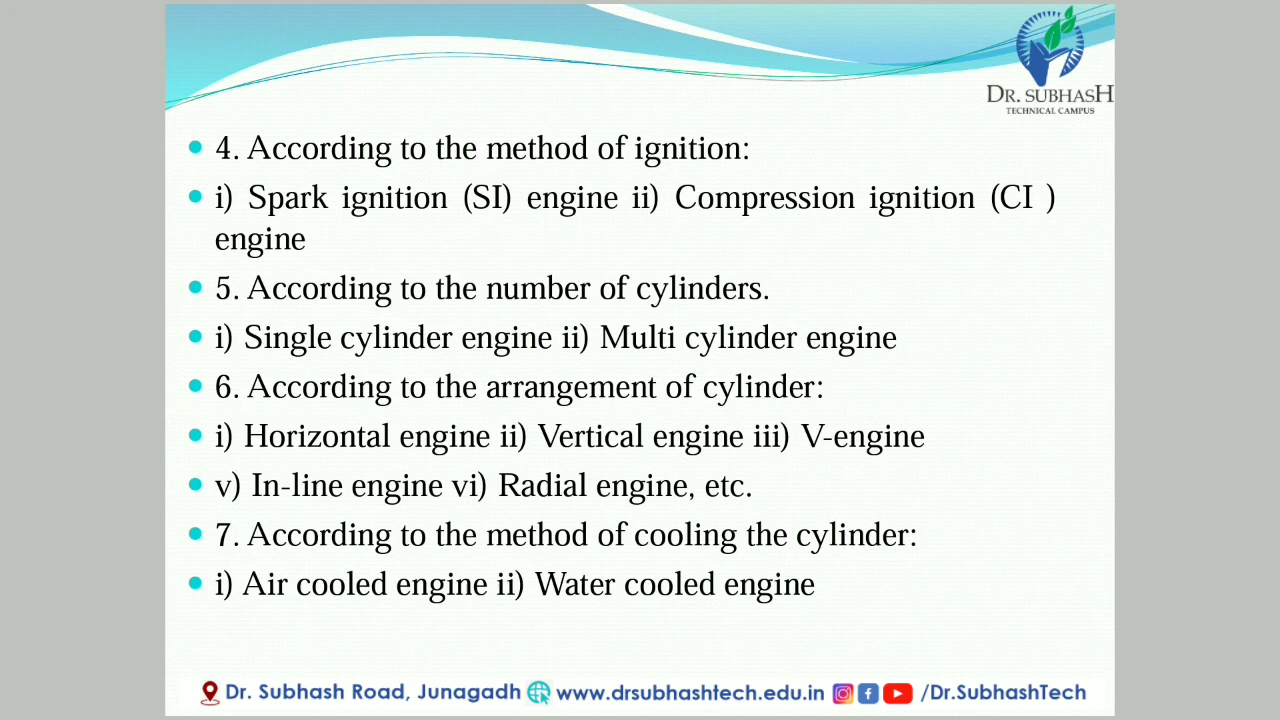 DR. SUBHASH
TECHNICAL CAMPUS
4. According to the method of ignition:
i) Spark ignition (SI) engine ii) Compression ignition (CI )
engine
5. According to the number of cylinders.
i) Single cylinder engine ii) Multi cylinder engine
6. According to the arrangement of cylinder:
i) Horizontal engine ii) Vertical engine iii) V-engine
v) In-line engine vi) Radial engine, etc.
7. According to the method of cooling the cylinder:
i) Air cooled engine ii) Water cooled engine
Dr. Subhash Road, Junagadh www.drsubhashtech.edu.in /Dr.SubhashTech